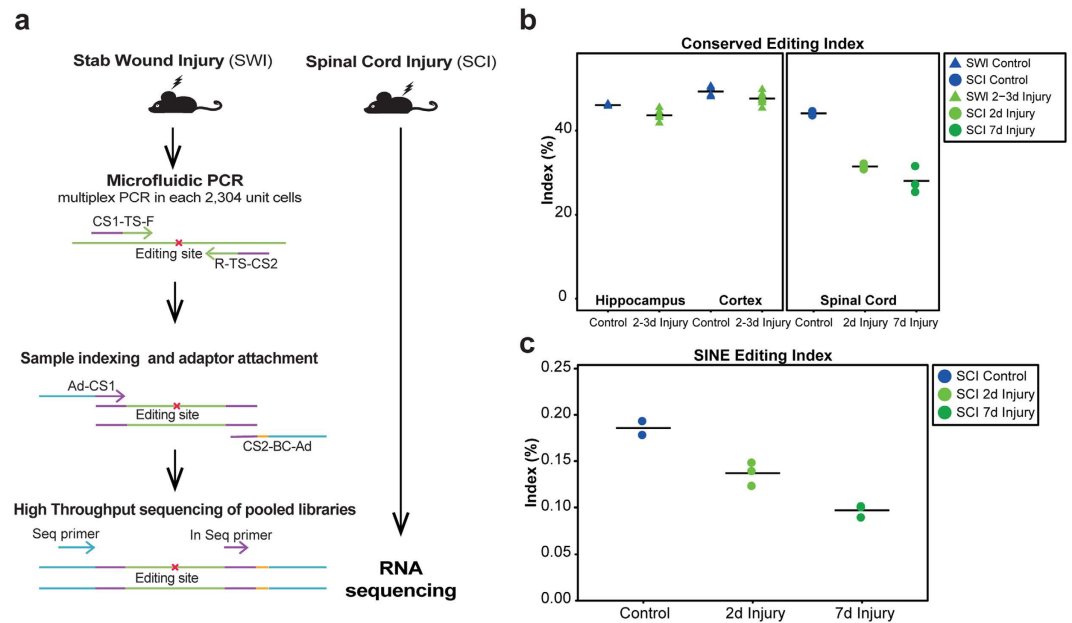 a
Stab Wound Injury (SWI)
Spinal Cord Injury (SCI)
Microfluidic PCR
multiplex PCR in each 2,304 unit cells
CS1-TS-F
Editing site
R-TS-CS2
Sample indexing and adaptor attachment
Ad-CS1
Editing site
CS2-BC-Ad
High Throughput sequencing of pooled libraries
Seq primer
In Seq primer
Editing site
RNA
sequencing
b
Conserved Editing Index
Index (%)
40
20
0
Hippocampus
Cortex
Spinal Cord
Control
2-3d Injury
Control
2-3d Injury
Control
2d Injury
7d Injury
SWI Control
SCI Control
SWI 2−3d Injury
SCI 2d Injury
SCI 7d Injury
c
SINE Editing Index
Index (%)
0.25
0.20
0.15
0.10
0.05
0.00
Control
2d Injury
7d Injury
SCI Control
SCI 2d Injury
SCI 7d Injury